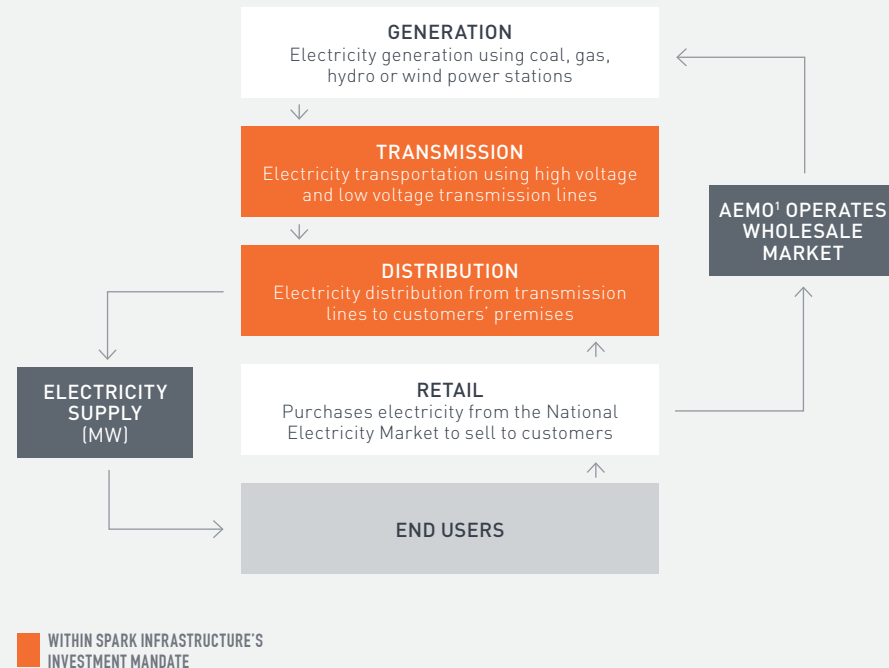 GENERATION
Electricity generation using coal, gas,
hydro or wind power stations
TRANSMISSION
Electricity transportation using high voltage
and low voltage transmission lines
AEMO¹ OPERATES
WHOLESALE
MARKET
DISTRIBUTION
Electricity distribution from transmission
lines to customers’ premises
ELECTRICITY
SUPPLY
(MW)
RETAIL
Purchases electricity from the National
Electricity Market to sell to customers
END USERS
WITHIN SPARK INFRASTRUCTURE’S
INVESTMENT MANDATE